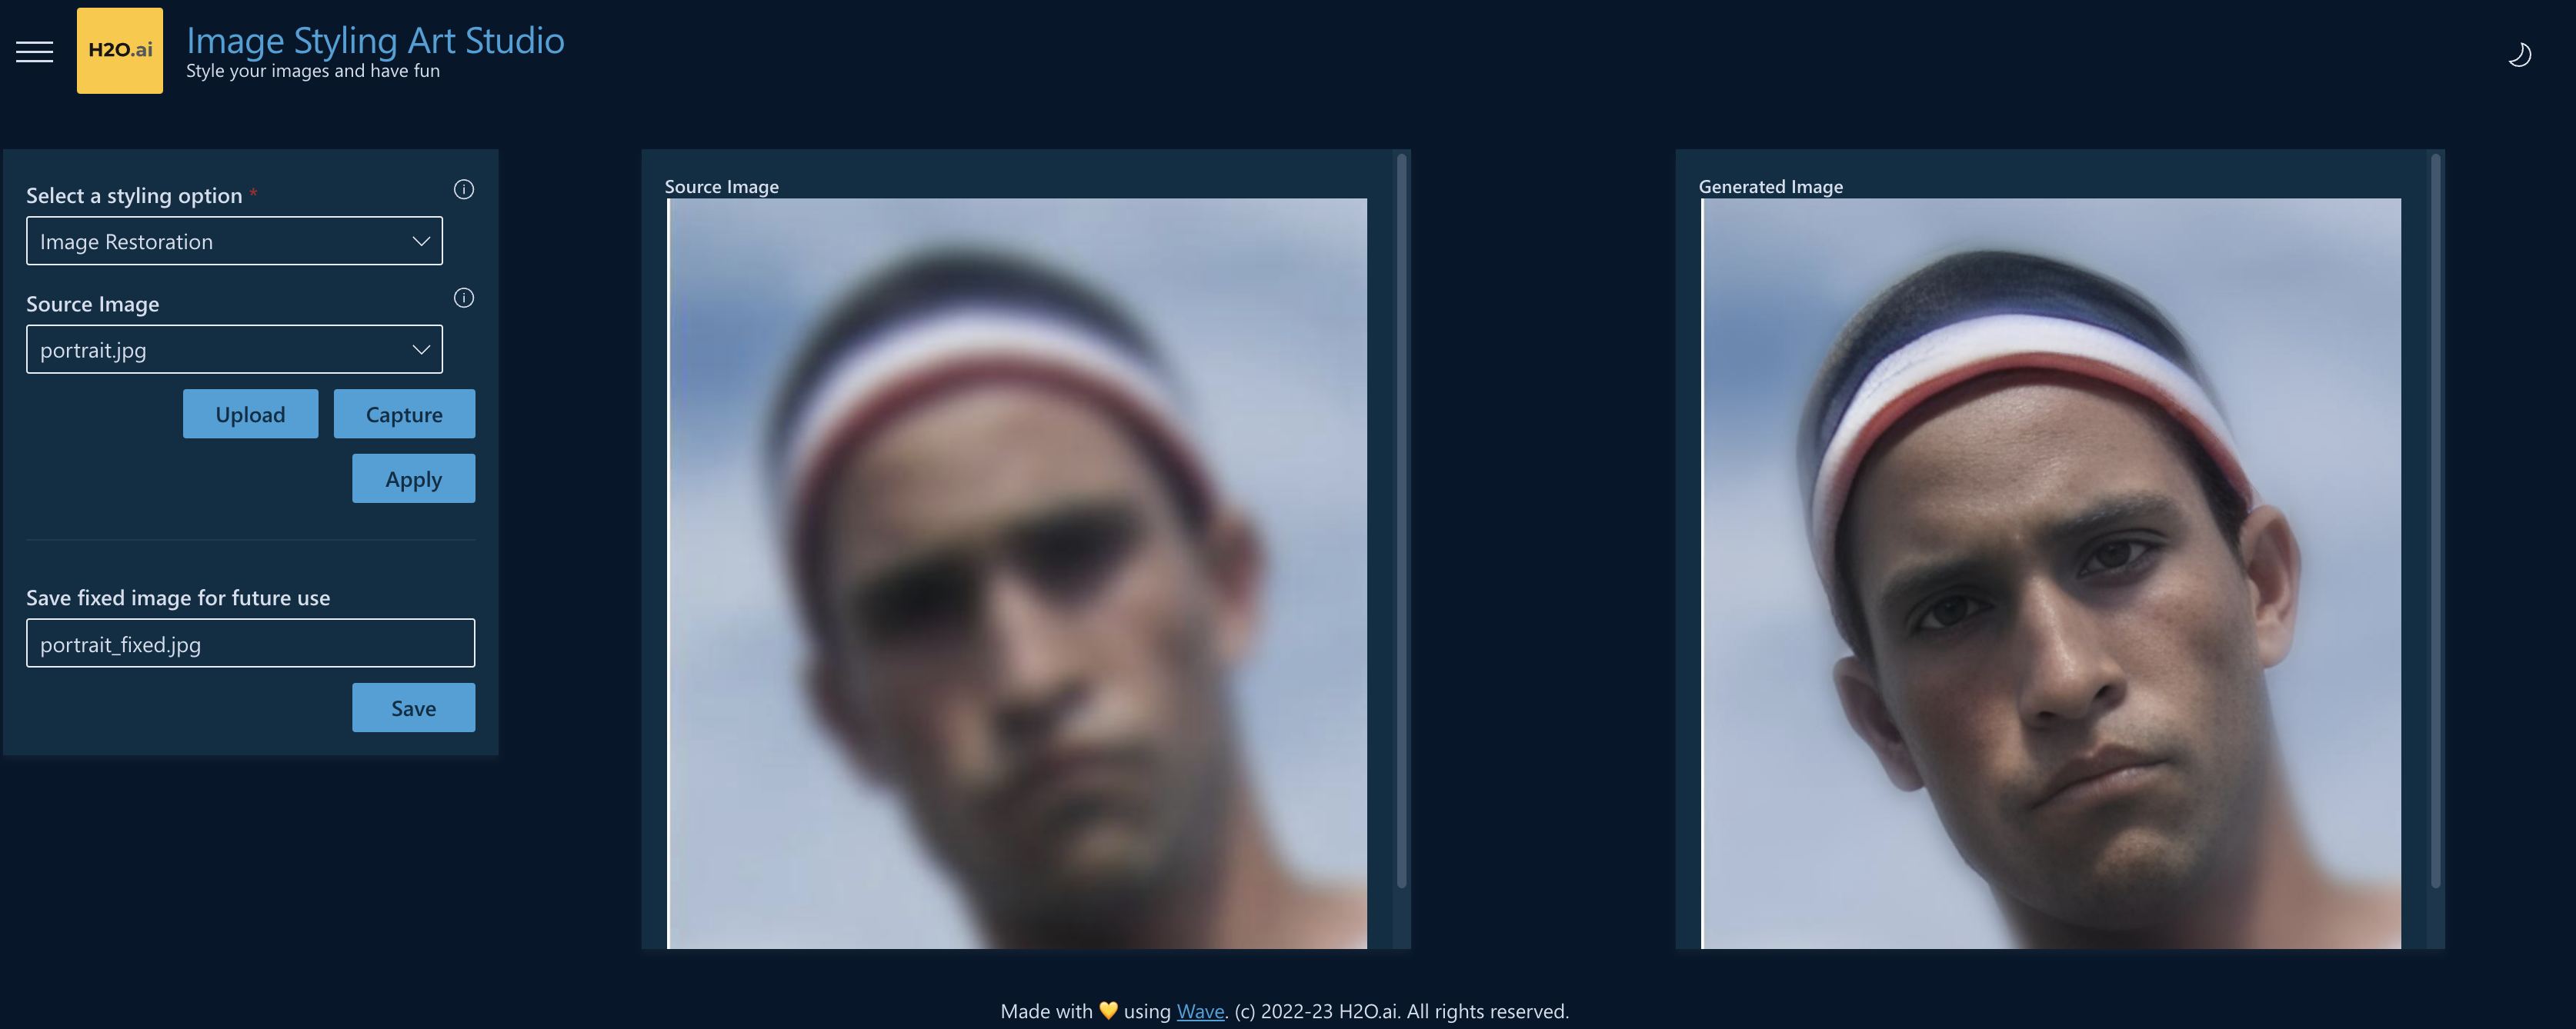 H2O.ai
Image Styling Art Studio
Style your images and have fun
Select a styling option *
Image Restoration
Source Image
portrait.jpg
Upload
Capture
Apply
Save fixed image for future use
portrait_fixed.jpg
Save
Source Image
Generated Image
Made with 💛 using Wave. (c) 2022-23 H2O.ai. All rights reserved.